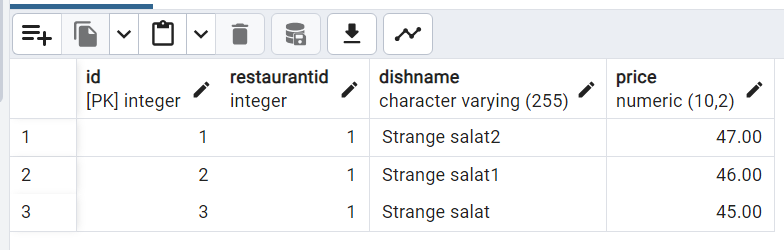 id restaurantid dishname price
[PK] integer integer character varying (255) numeric (10,2)
1 1 1 Strange salat2 47.00
2 2 1 Strange salat1 46.00
3 3 1 Strange salat 45.00